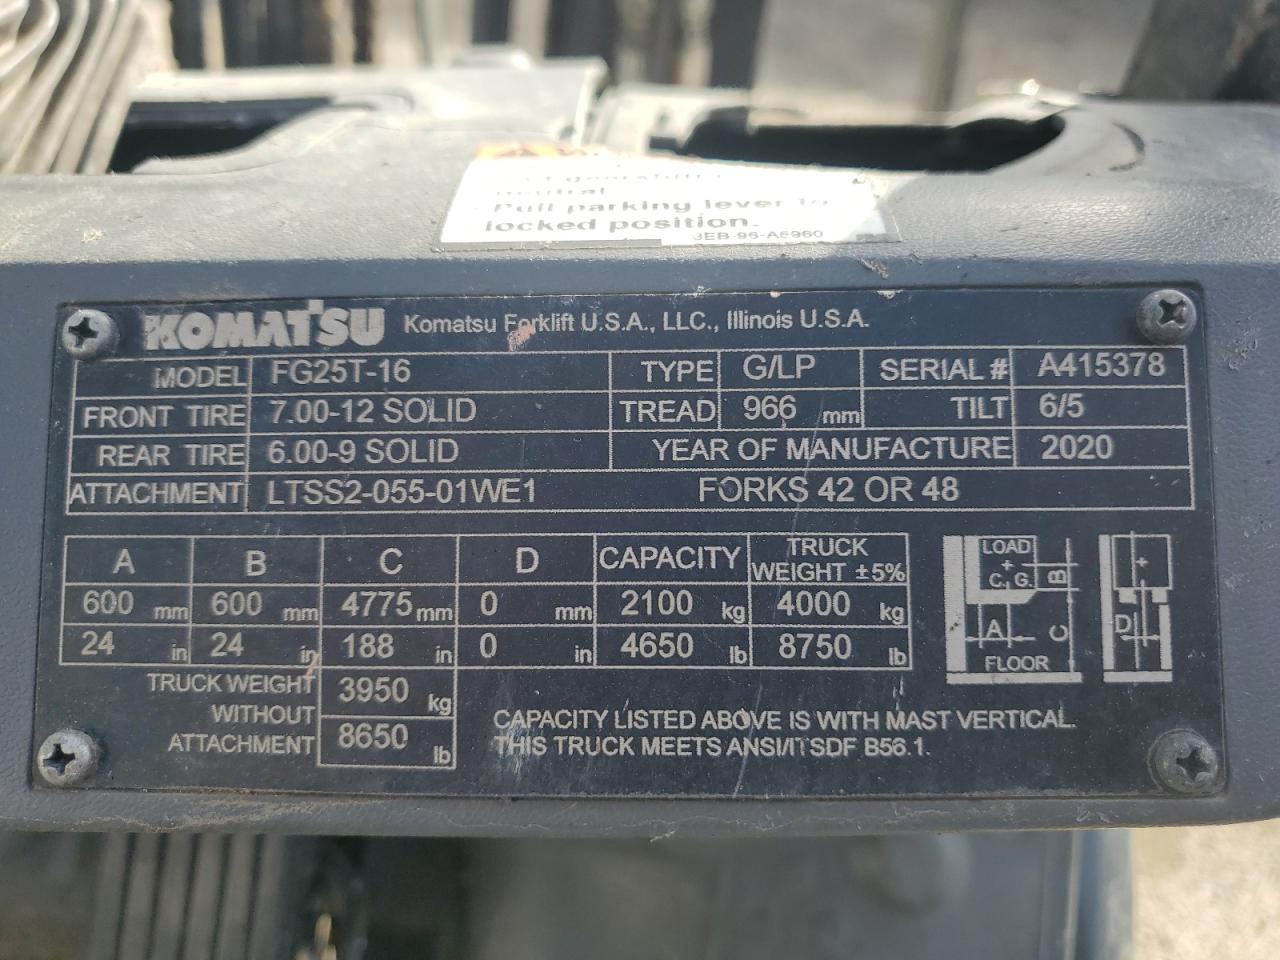 neutral
- Pull parking lever to
locked position.
3EB-96-A6960
KOMATSU Komatsu Forklift U.S.A., LLC., Illinois U.S.A.
MODEL FG25T-16 TYPE G/LP SERIAL # A415378
FRONT TIRE 7.00-12 SOLID TREAD 966 mm TILT 6/5
REAR TIRE 6.00-9 SOLID YEAR OF MANUFACTURE 2020
ATTACHMENT LTSS2-055-01WE1 FORKS 42 OR 48
A B C D CAPACITY TRUCK WEIGHT ±5%
600 mm 600 mm 4775 mm 0 mm 2100 kg 4000 kg
24 in 24 in 188 in 0 in 4650 lb 8750 lb
TRUCK WEIGHT WITHOUT ATTACHMENT 3950 kg
8650 lb
LOAD
C. G.
B
A
C
FLOOR
D
CAPACITY LISTED ABOVE IS WITH MAST VERTICAL.
THIS TRUCK MEETS ANSI/ITSDF B56.1.